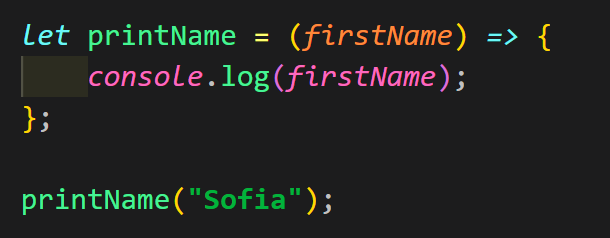 let printName = (firstName) => {
    console.log(firstName);
};
printName("Sofia");